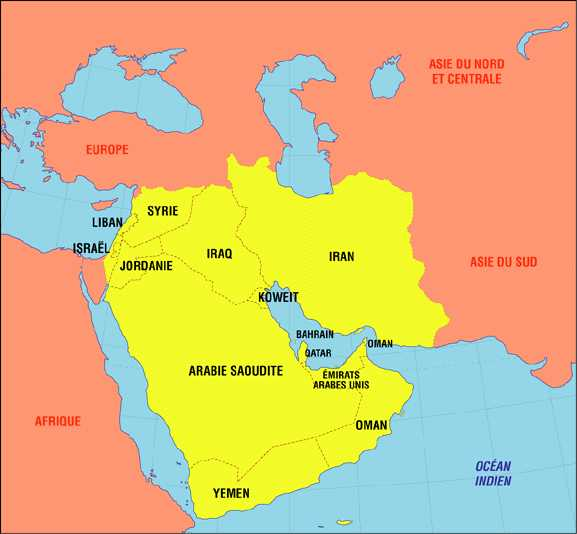 ASIE DU NORD
ET CENTRALE
EUROPE
SYRIE
LIBAN
ISRAËL
JORDANIE
IRAQ
IRAN
ASIE DU SUD
KOWEIT
BAHRAIN
QATAR
OMAN
ARABIE SAOUDITE
ÉMIRATS
ARABES UNIS
AFRIQUE
OMAN
OCÉAN
INDIEN
YEMEN